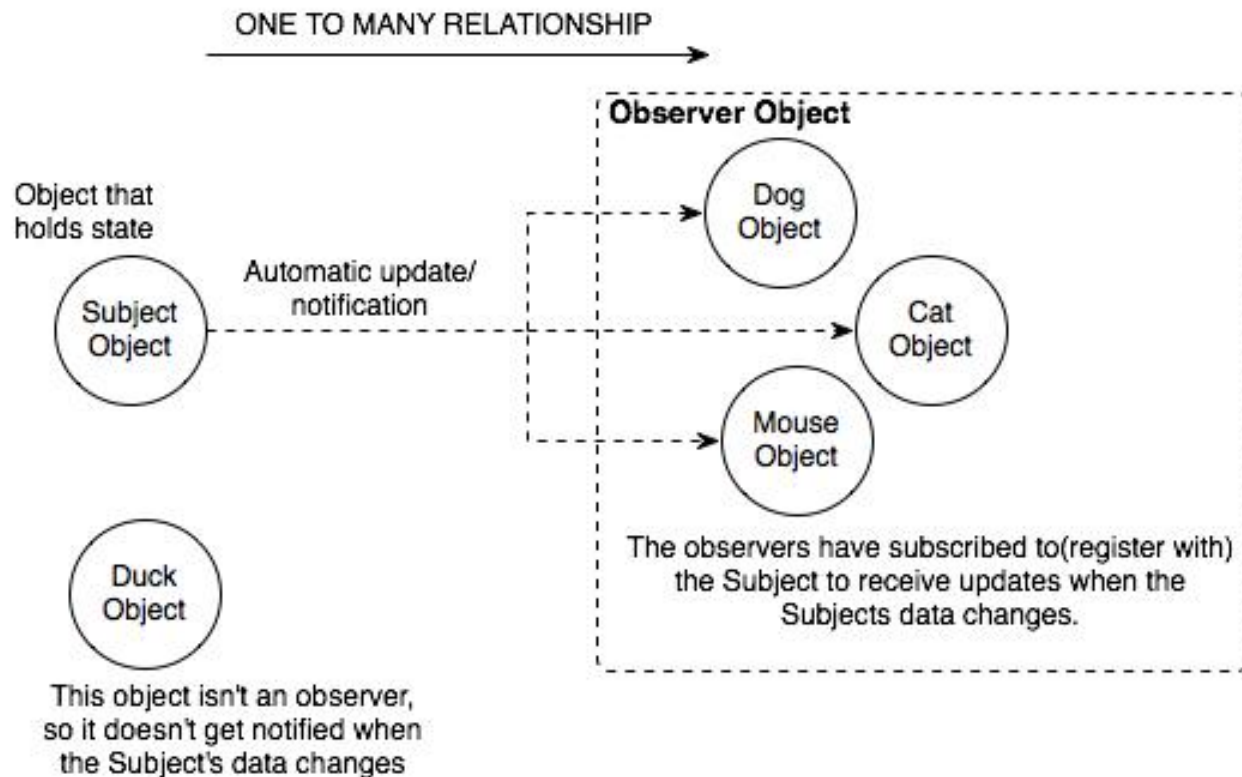 ONE TO MANY RELATIONSHIP
Observer Object
Object that
holds state
Subject
Object
Automatic update/
notification
Dog
Object
Cat
Object
Mouse
Object
The observers have subscribed to(register with)
the Subject to receive updates when the
Subjects data changes.
Duck
Object
This object isn't an observer,
so it doesn't get notified when
the Subject's data changes